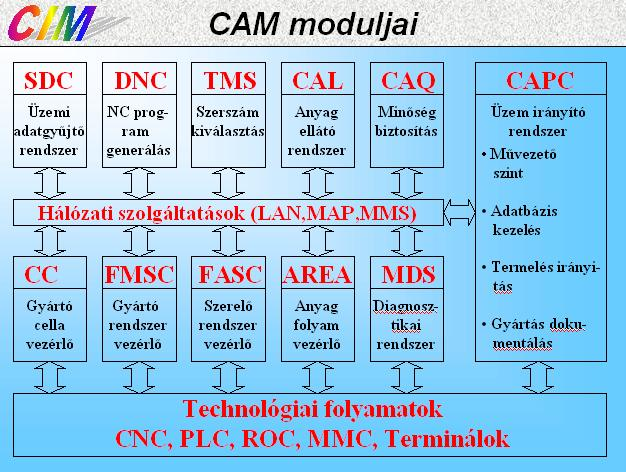 CIM
CAM moduljai
SDC
Üzemi
adatgyűjtő
rendszer
DNC
NC prog-
ram
generálás
TMS
Szerszám
kiválasztás
CAL
Anyag
ellátó
rendszer
CAQ
Minőség
biztosítás
CAPC
Üzem irányító
rendszer
• Művezető
szint
• Adatbázis
kezelés
• Termelés irányi-
tás
• Gyártás doku-
mentálás
Hálózati szolgáltatások (LAN,MAP,MMS)
CC
Gyártó
cella
vezérlő
FMSC
Gyártó
rendszer
vezérlő
FASC
Szerelő
rendszer
vezérlő
AREA
Anyag
folyam
vezérlő
MDS
Diagnosz-
tikai
rendszer
Technológiai folyamatok
CNC, PLC, ROC, MMC, Terminálok